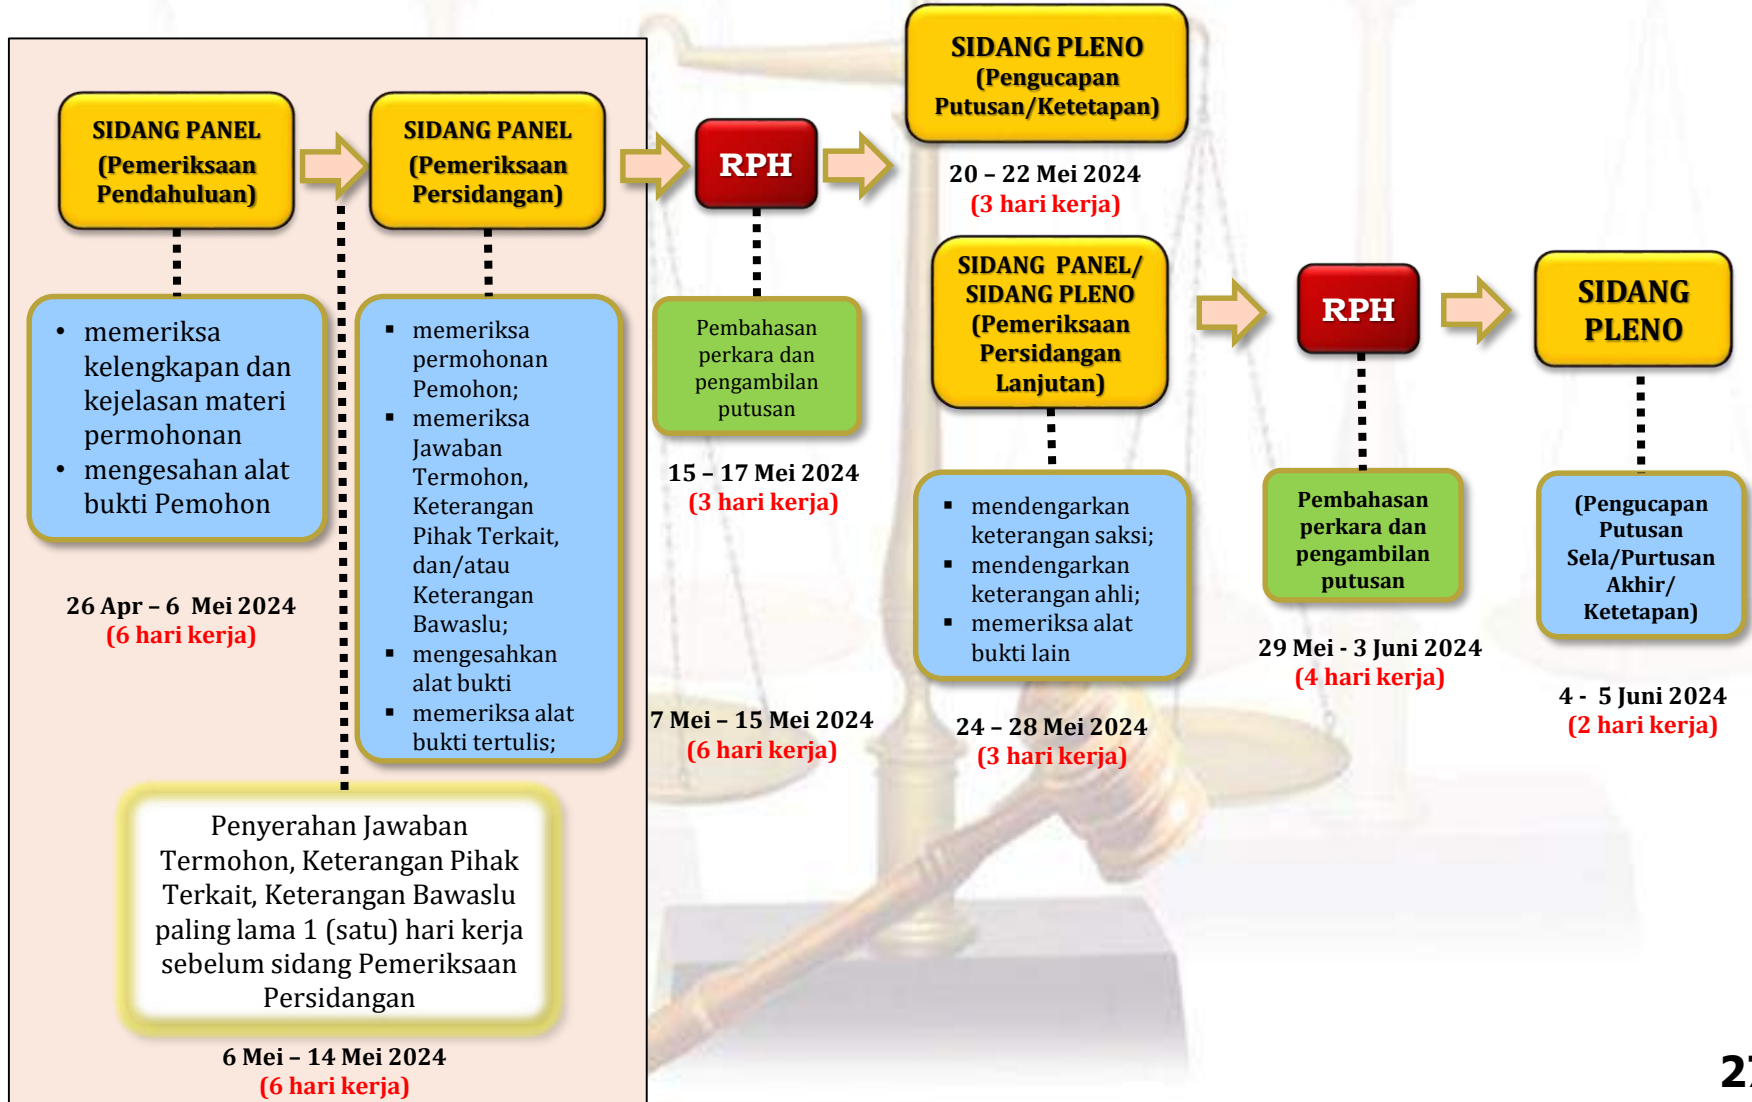 SIDANG PANEL
(Pemeriksaan
Pendahuluan)
• memeriksa
kelengkapan dan
kejelasan materi
permohonan
• mengesahan alat
bukti Pemohon
26 Apr – 6 Mei 2024
(6 hari kerja)
Penyerahan Jawaban
Termohon, Keterangan Pihak
Terkait, Keterangan Bawaslu
paling lama 1 (satu) hari kerja
sebelum sidang Pemeriksaan
Persidangan
6 Mei – 14 Mei 2024
(6 hari kerja)
SIDANG PANEL
(Pemeriksaan
Persidangan)
▪ memeriksa
permohonan
Pemohon;
▪ memeriksa
Jawaban
Termohon,
Keterangan
Pihak Terkait,
dan/atau
Keterangan
Bawaslu;
▪ mengesahkan
alat bukti
▪ memeriksa alat
bukti tertulis;
7 Mei – 15 Mei 2024
(6 hari kerja)
RPH
Pembahasan
perkara dan
pengambilan
putusan
15 – 17 Mei 2024
(3 hari kerja)
SIDANG PLENO
(Pengucapan
Putusan/Ketetapan)
20 – 22 Mei 2024
(3 hari kerja)
SIDANG PANEL/
SIDANG PLENO
(Pemeriksaan
Persidangan
Lanjutan)
▪ mendengarkan
keterangan saksi;
▪ mendengarkan
keterangan ahli;
▪ memeriksa alat
bukti lain
24 – 28 Mei 2024
(3 hari kerja)
RPH
Pembahasan
perkara dan
pengambilan
putusan
29 Mei - 3 Juni 2024
(4 hari kerja)
SIDANG
PLENO
(Pengucapan
Putusan
Sela/Purtusan
Akhir/
Ketetapan)
4 - 5 Juni 2024
(2 hari kerja)
27